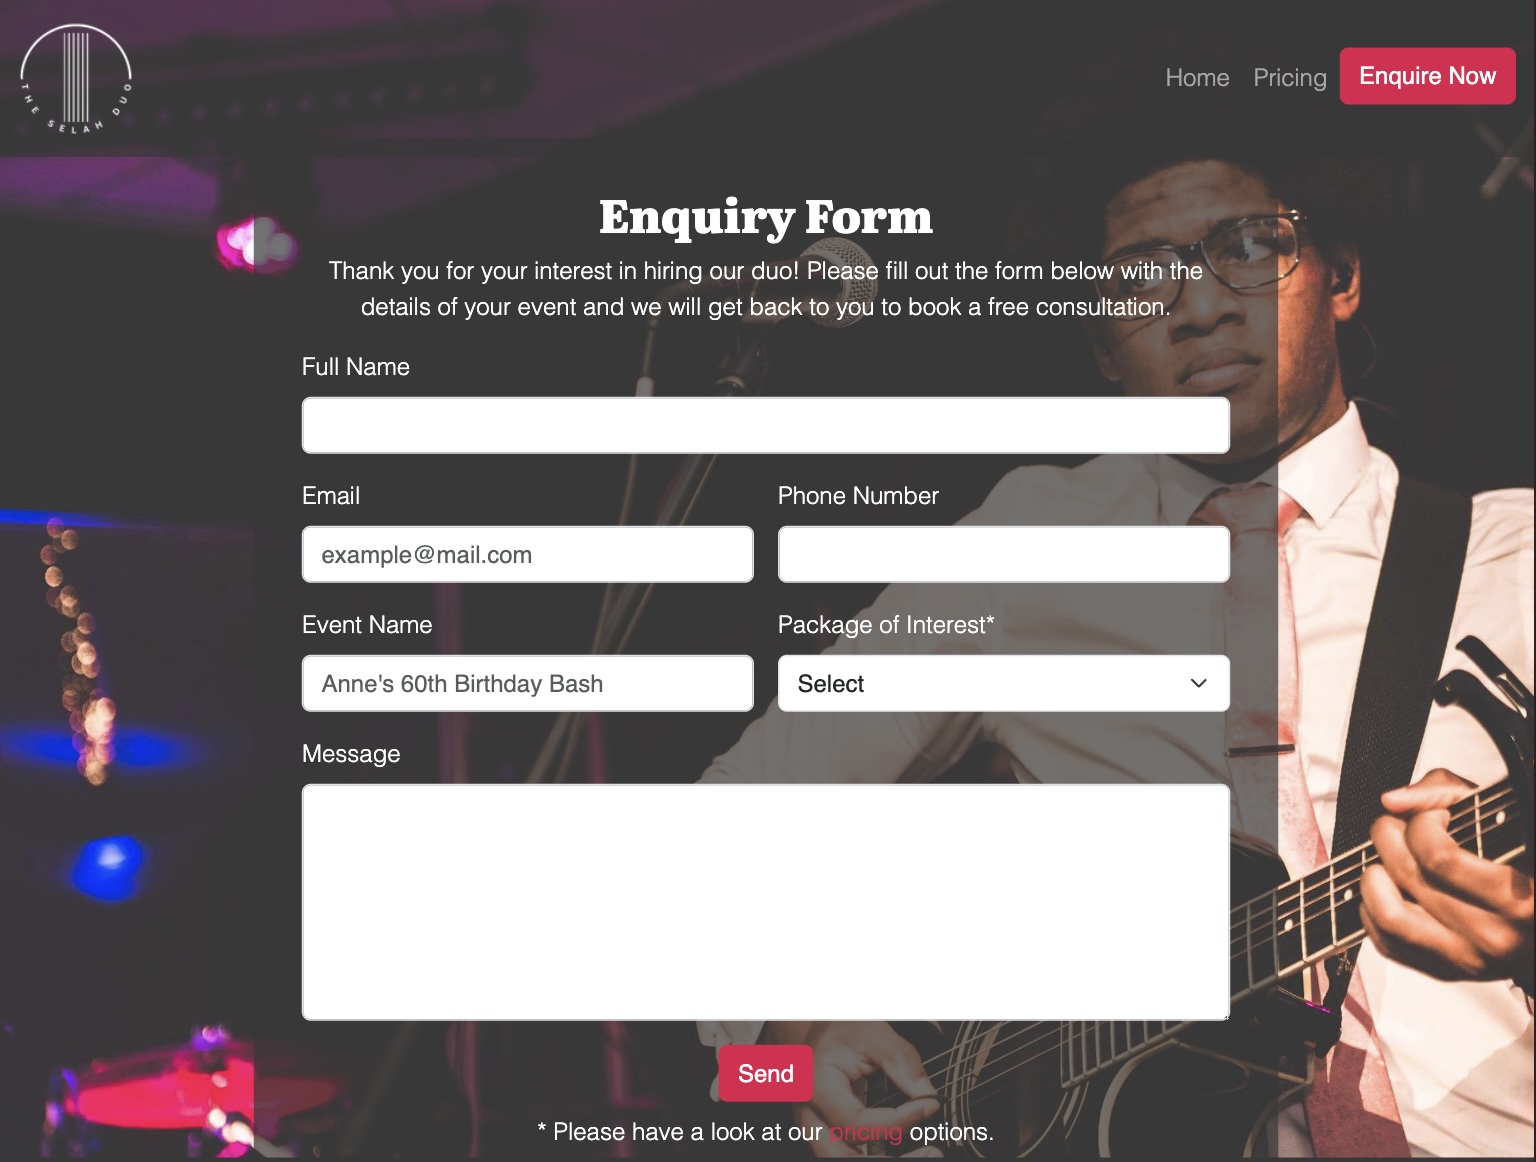 THE SELAH DUO
Home Pricing Enquire Now
Enquiry Form
Thank you for your interest in hiring our duo! Please fill out the form below with the
details of your event and we will get back to you to book a free consultation.
Full Name
Email Phone Number
example@mail.com
Event Name Package of Interest*
Anne's 60th Birthday Bash Select
Message
Send
* Please have a look at our pricing options.